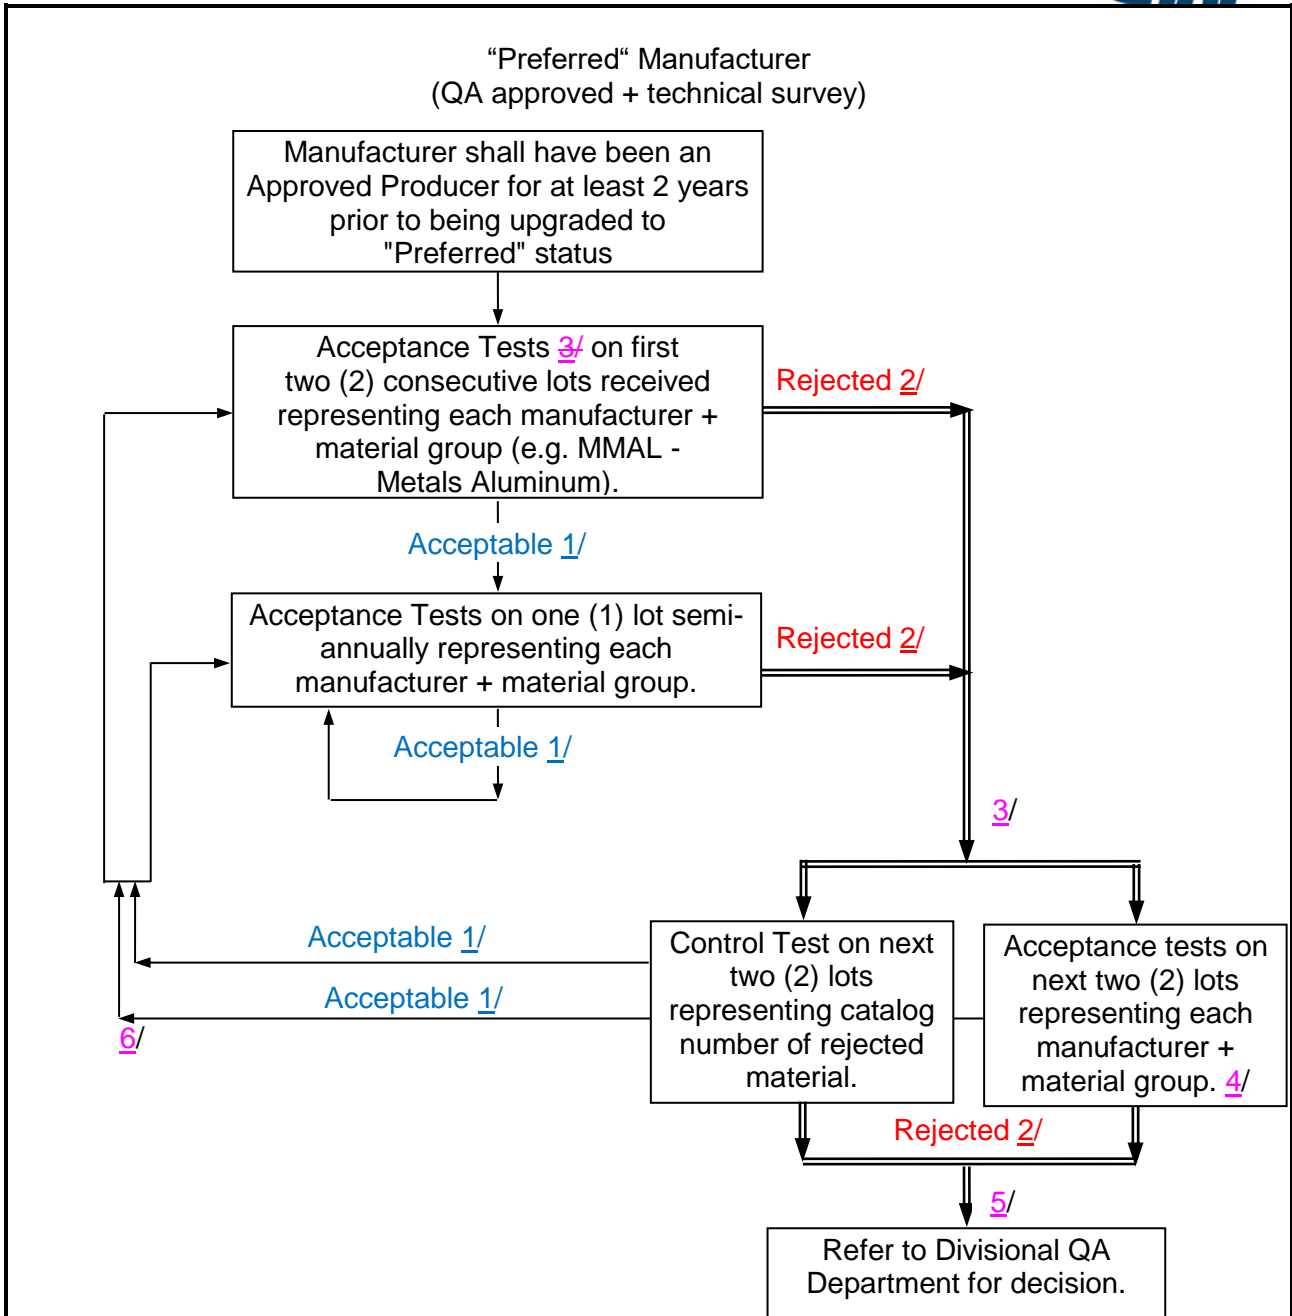 “Preferred“ Manufacturer
(QA approved + technical survey)
Manufacturer shall have been an
Approved Producer for at least 2 years
prior to being upgraded to
"Preferred" status
Acceptance Tests 3/ on first
two (2) consecutive lots received
representing each manufacturer +
material group (e.g. MMAL -
Metals Aluminum).
Rejected 2/
Acceptable 1/
Acceptance Tests on one (1) lot semi-
annually representing each
manufacturer + material group.
Rejected 2/
Acceptable 1/
3/
Acceptable 1/
Acceptable 1/
6/
Control Test on next
two (2) lots
representing catalog
number of rejected
material.
Acceptance tests on
next two (2) lots
representing each
manufacturer +
material group. 4/
Rejected 2/
5/
Refer to Divisional QA
Department for decision.